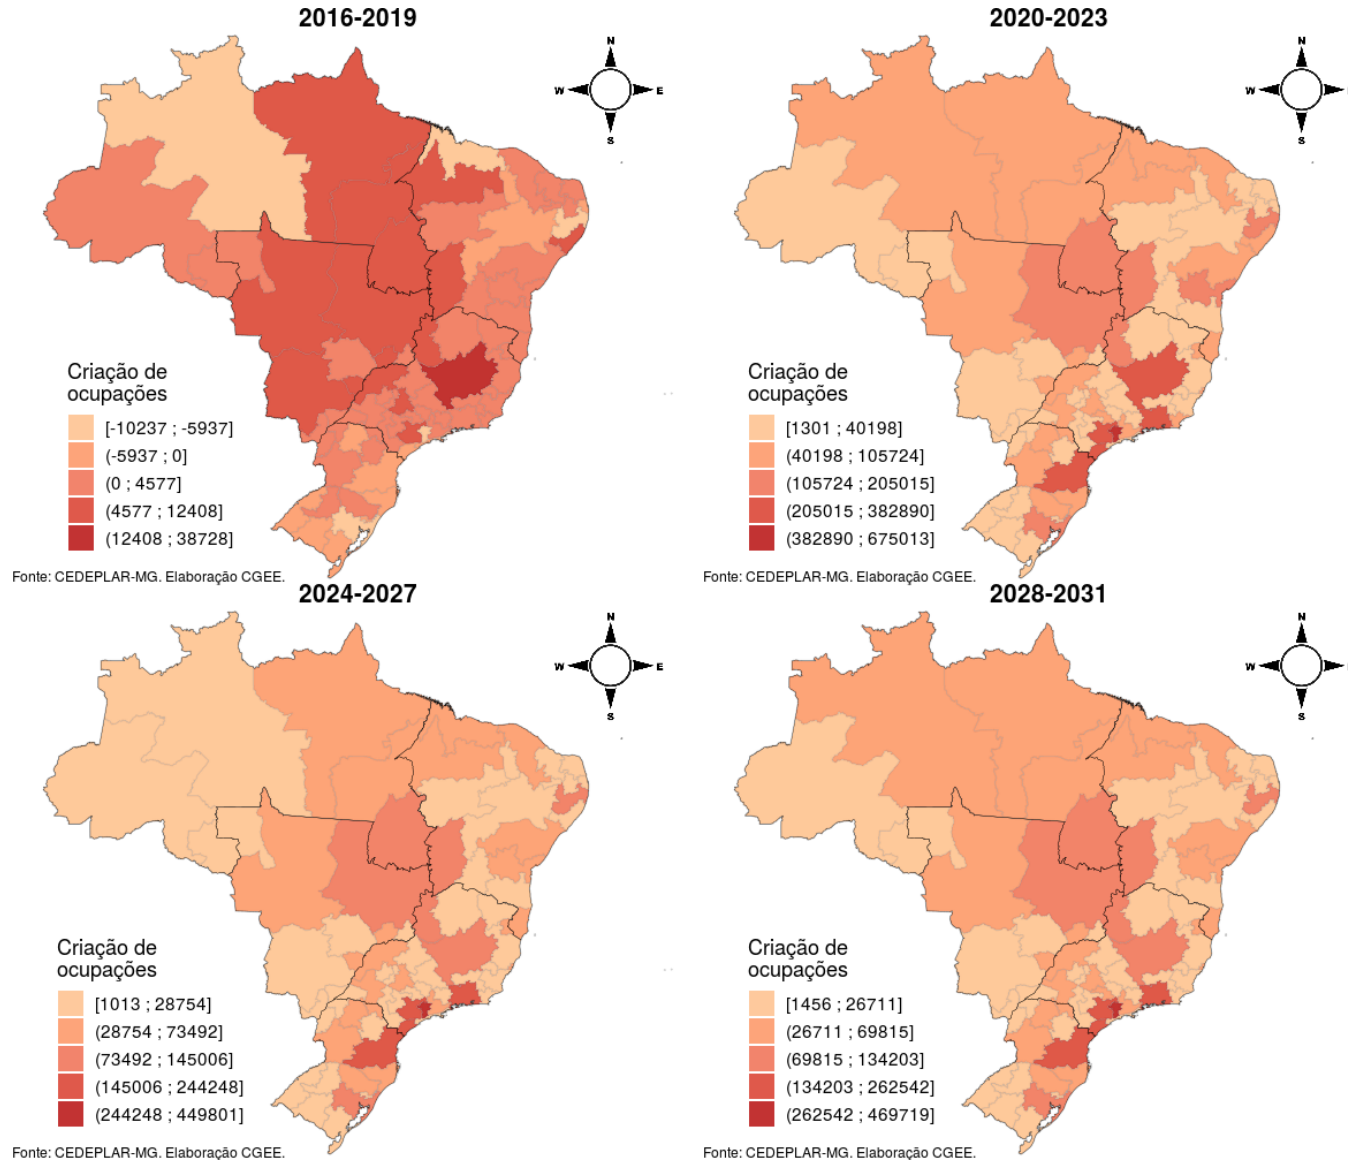 2016-2019
N
W
E
S
Criação de
ocupações
[-10237 ; -5937]
(-5937 ; 0]
(0 ; 4577]
(4577 ; 12408]
(12408 ; 38728]
Fonte: CEDEPLAR-MG. Elaboração CGEE.
2020-2023
N
W
E
S
Criação de
ocupações
[1301 ; 40198]
(40198 ; 105724]
(105724 ; 205015]
(205015 ; 382890]
(382890 ; 675013]
Fonte: CEDEPLAR-MG. Elaboração CGEE.
2024-2027
N
W
E
S
Criação de
ocupações
[1013 ; 28754]
(28754 ; 73492]
(73492 ; 145006]
(145006 ; 244248]
(244248 ; 449801]
Fonte: CEDEPLAR-MG. Elaboração CGEE.
2028-2031
N
W
E
S
Criação de
ocupações
[1456 ; 26711]
(26711 ; 69815]
(69815 ; 134203]
(134203 ; 262542]
(262542 ; 469719]
Fonte: CEDEPLAR-MG. Elaboração CGEE.